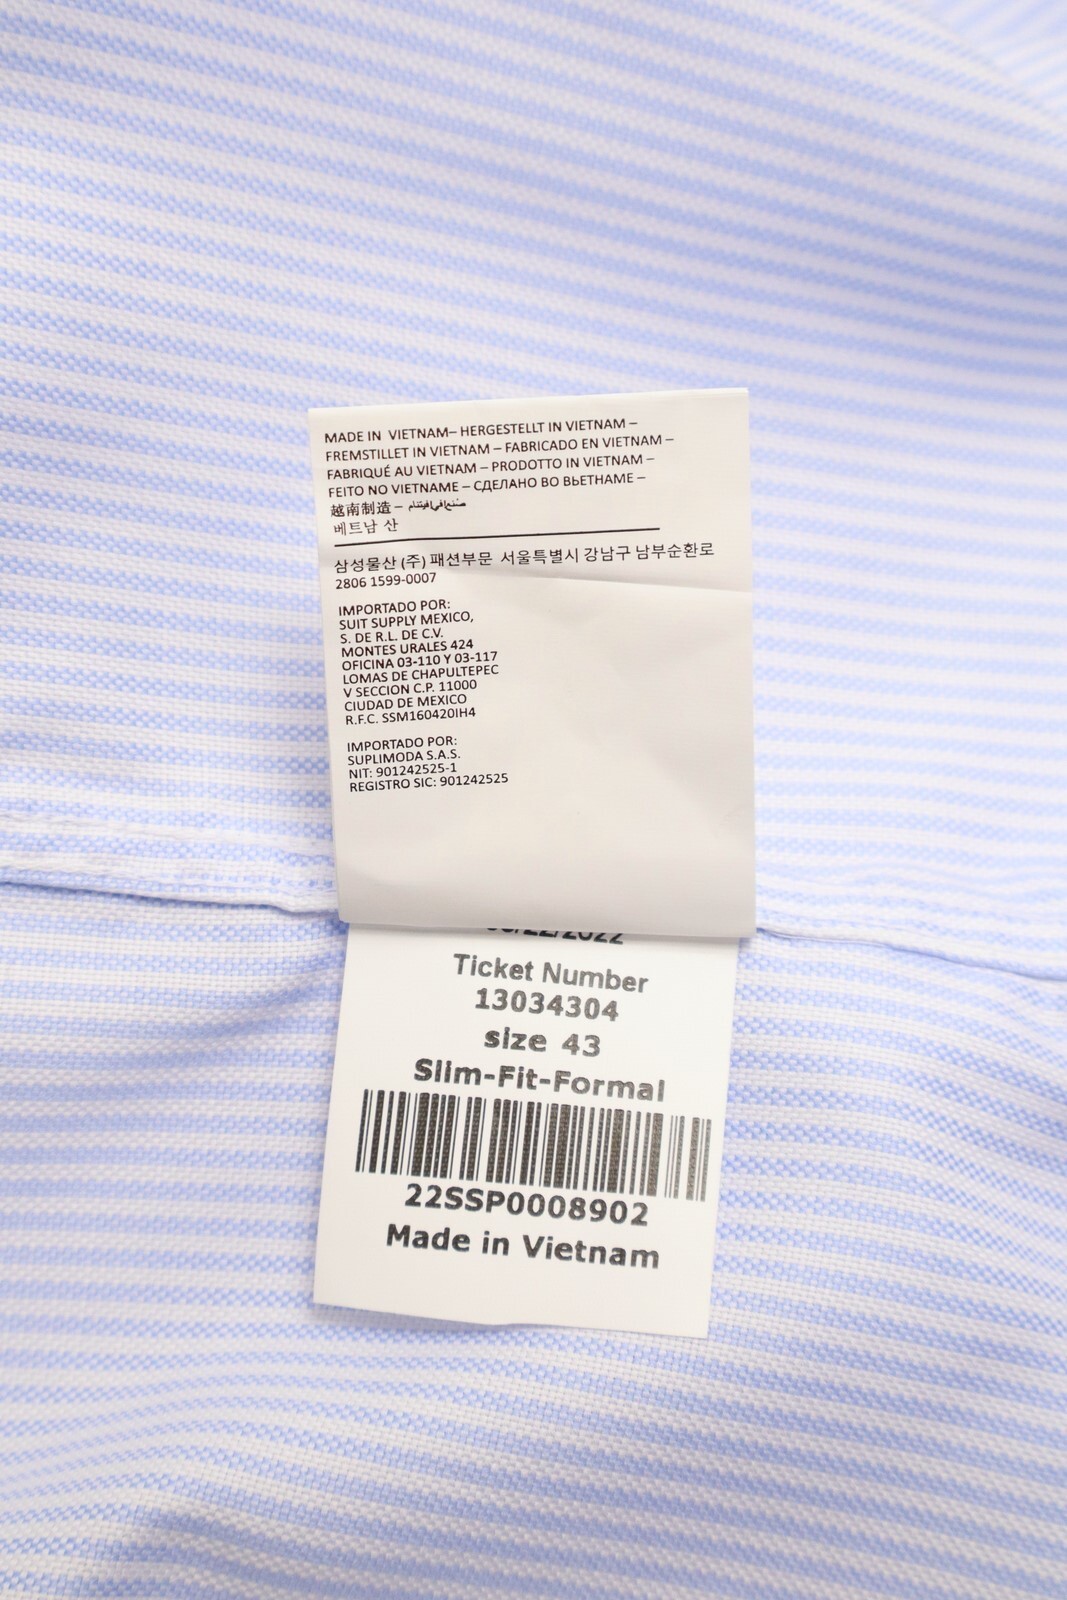 MADE IN VIETNAM– HERGESTELLT IN VIETNAM –
FREMSTILLET IN VIETNAM – FABRICADO EN VIETNAM –
FABRIQUÉ AU VIETNAM – PRODOTTO IN VIETNAM –
FEITO NO VIETNAME – СДЕЛАНО ВО ВЬЕТНАМЕ –
越南制造 – صُنع في فيتنام
베트남 산
삼성물산 (주) 패션부문 서울특별시 강남구 남부순환로
2806 1599-0007
IMPORTADO POR:
SUIT SUPPLY MEXICO,
S. DE R.L. DE C.V.
MONTES URALES 424
OFICINA 03-110 Y 03-117
LOMAS DE CHAPULTEPEC
V SECCION C.P. 11000
CIUDAD DE MEXICO
R.F.C. SSM160420IH4
IMPORTADO POR:
SUPLIMODA S.A.S.
NIT: 901242525-1
REGISTRO SIC: 901242525
Ticket Number
13034304
size 43
Slim-Fit-Formal
22SSP0008902
Made in Vietnam